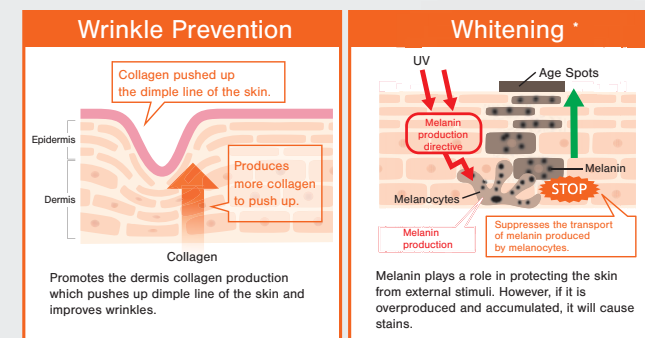 Wrinkle Prevention
Collagen pushed up
the dimple line of the skin.
Epidermis
Dermis
Produces
more collagen
to push up.
Collagen
Promotes the dermis collagen production
which pushes up dimple line of the skin and
improves wrinkles.
Whitening *
UV
Age Spots
Melanin
production
directive
Melanin
Melanocytes
STOP
Melanin
production
Suppresses the transport
of melanin produced
by melanocytes.
Melanin plays a role in protecting the skin
from external stimuli. However, if it is
overproduced and accumulated, it will cause
stains.